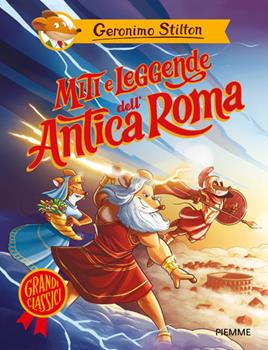 Geronimo Stilton
Miti e Leggende
dell'
Antica Roma
GRANDI
CLASSICI
PIEMME